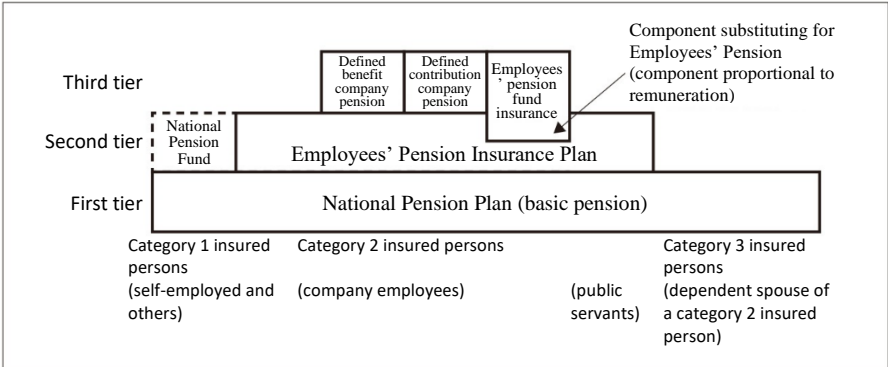 Component substituting for
Employees' Pension
(component proportional to
remuneration)
Third tier
Defined
benefit
company
pension
Defined
contribution
company
pension
Employees
' pension
fund
insurance
Second tier
National
Pension
Fund
Employees' Pension Insurance Plan
First tier
National Pension Plan (basic pension)
Category 1 insured
persons
(self-employed and
others)
Category 2 insured persons
(company employees)
(public
servants)
Category 3 insured
persons
(dependent spouse of
a category 2 insured
person)